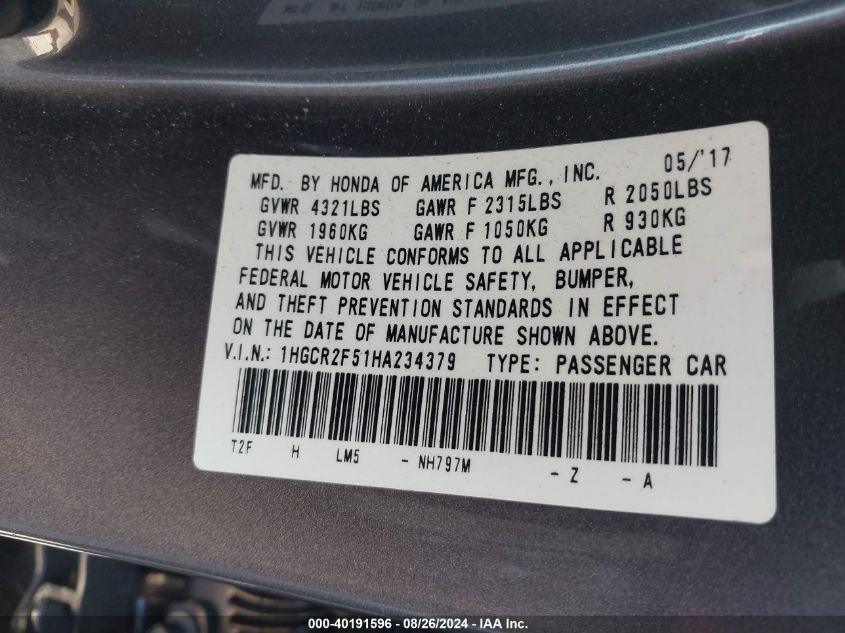 MFD. BY HONDA OF AMERICA MFG., INC. 05/'17
GVWR 4321LBS GAWR F 2315LBS R 2050LBS
GVWR 1960KG GAWR F 1050KG R 930KG
THIS VEHICLE CONFORMS TO ALL APPLICABLE
FEDERAL MOTOR VEHICLE SAFETY, BUMPER,
AND THEFT PREVENTION STANDARDS IN EFFECT
ON THE DATE OF MANUFACTURE SHOWN ABOVE.
V.I.N.: 1HGCR2F51HA234379 TYPE: PASSENGER CAR
T2F H LM5 - NH797M - Z - A
000-40191596 - 08/26/2024 - IAA Inc.